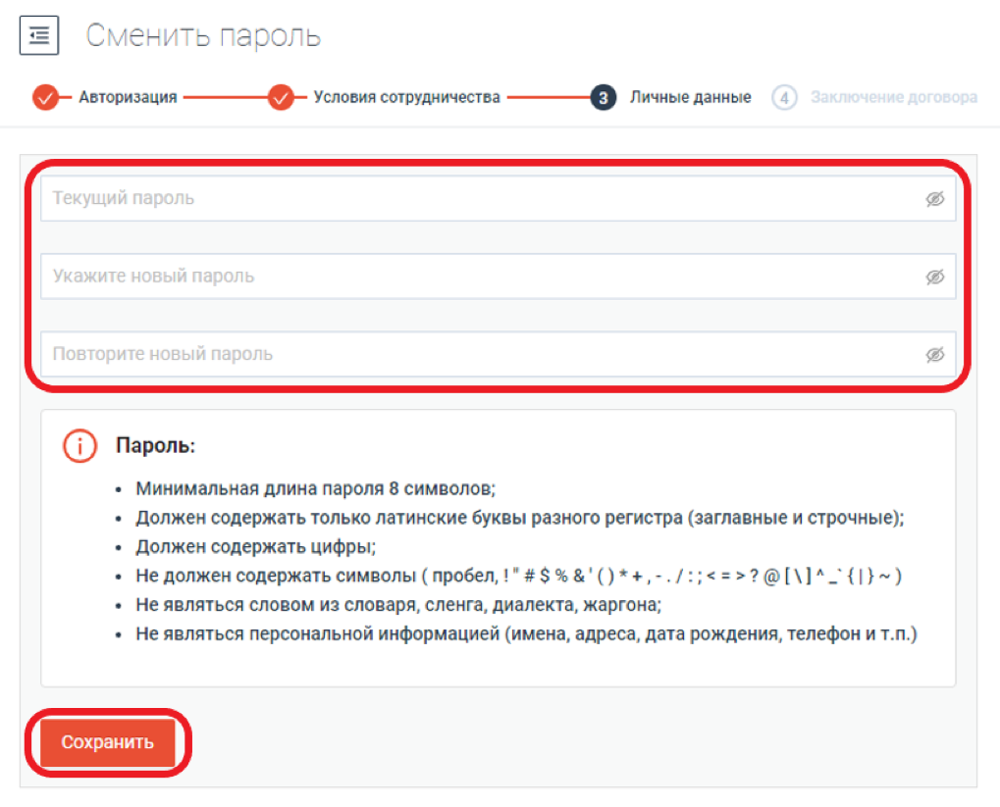 Сменить пароль
Авторизация Условия сотрудничества 3 Личные данные 4 Заключение договора
Текущий пароль
Укажите новый пароль
Повторите новый пароль
Пароль:
• Минимальная длина пароля 8 символов;
• Должен содержать только латинские буквы разного регистра (заглавные и строчные);
• Должен содержать цифры;
• Не должен содержать символы ( пробел, ! " # $ % & ' ( ) * + , - . / : ; < = > ? @ [ \ ] ^ _ ` { | } ~ )
• Не являться словом из словаря, сленга, диалекта, жаргона;
• Не являться персональной информацией (имена, адреса, дата рождения, телефон и т.п.)
Сохранить